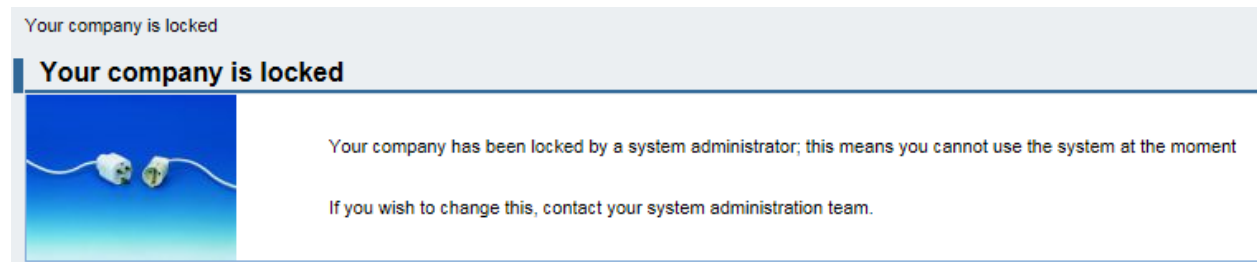 Your company is locked
Your company is locked
Your company has been locked by a system administrator; this means you cannot use the system at the moment
If you wish to change this, contact your system administration team.